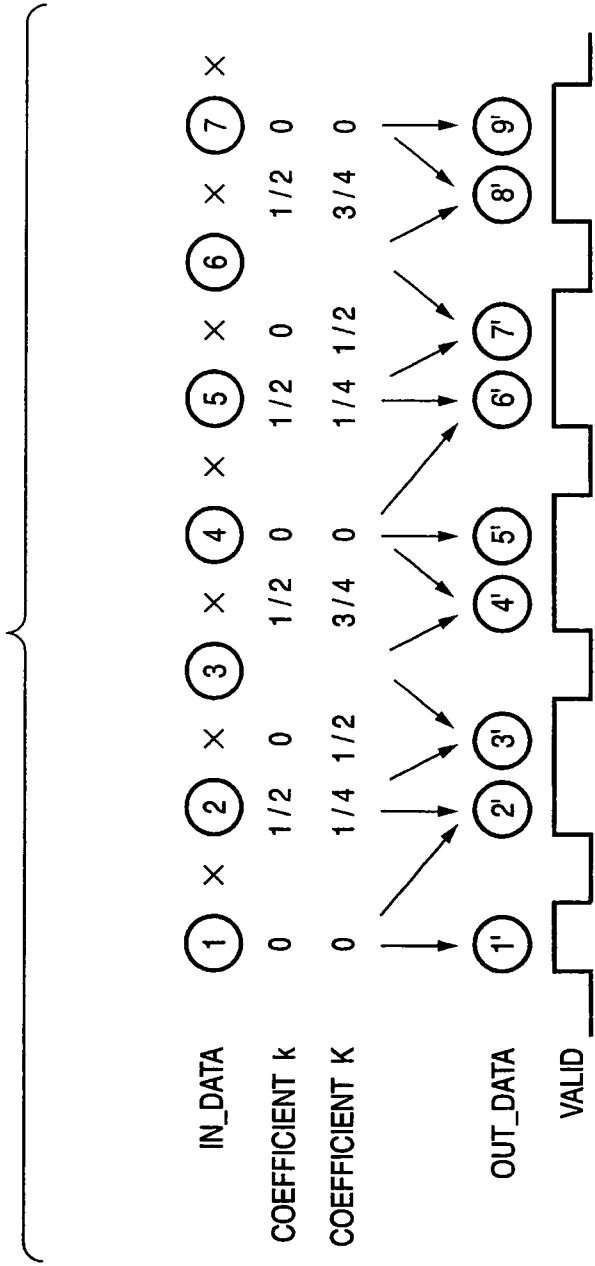 IN_DATA 1 × 2 × 3 × 4 × 5 × 6 × 7 ×
COEFFICIENT k 0 1/2 0 1/2 0 1/2 0 1/2 0
COEFFICIENT K 0 1/4 1/2 3/4 0 1/4 1/2 3/4 0
OUT_DATA 1' 2' 3' 4' 5' 6' 7' 8' 9'
VALID